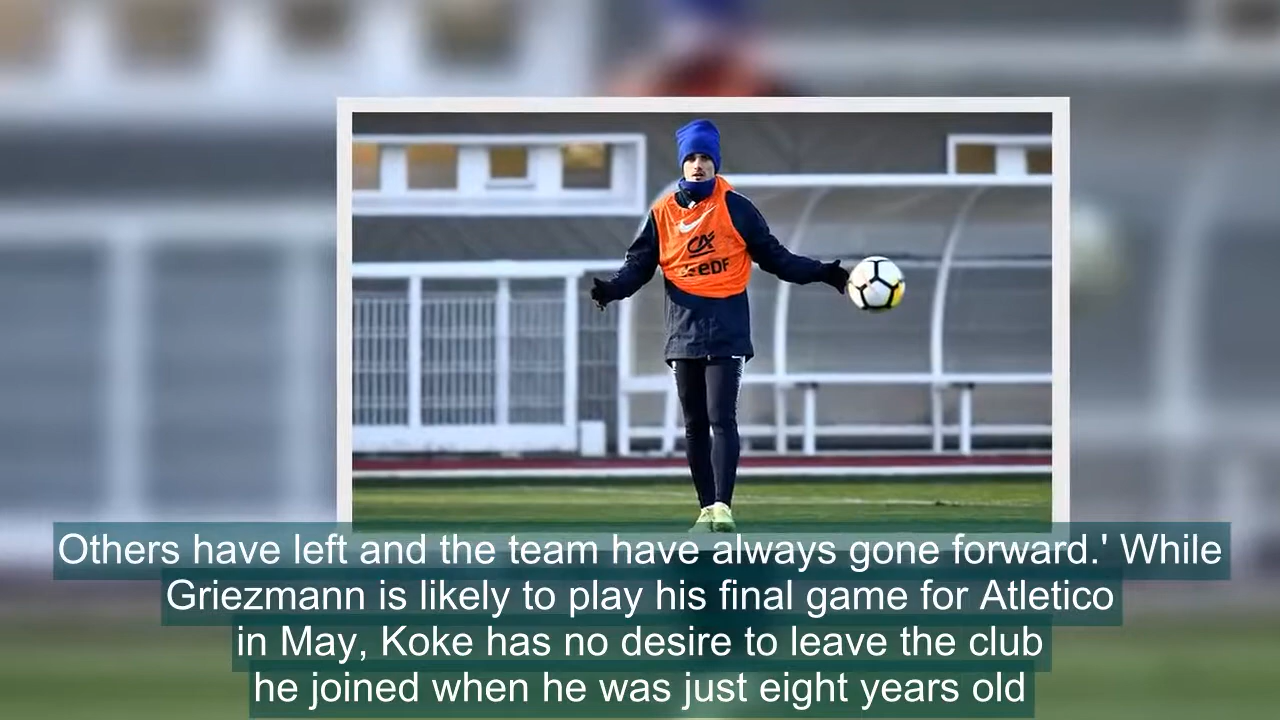 CA
eDF
Others have left and the team have always gone forward.' While
Griezmann is likely to play his final game for Atletico
in May, Koke has no desire to leave the club
he joined when he was just eight years old